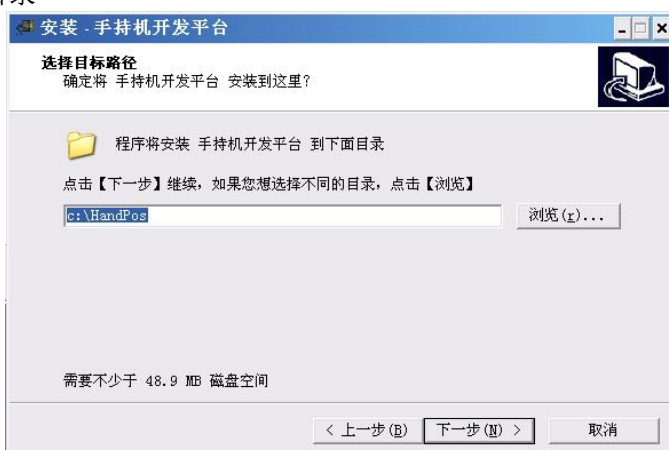 安装 - 手持机开发平台
选择目标路径
确定将 手持机开发平台 安装到这里?
程序将安装 手持机开发平台 到下面目录
点击【下一步】继续，如果您想选择不同的目录，点击【浏览】
c:\HandPos
浏览(r)...
需要不少于 48.9 MB 磁盘空间
< 上一步(B)
下一步(N) >
取消